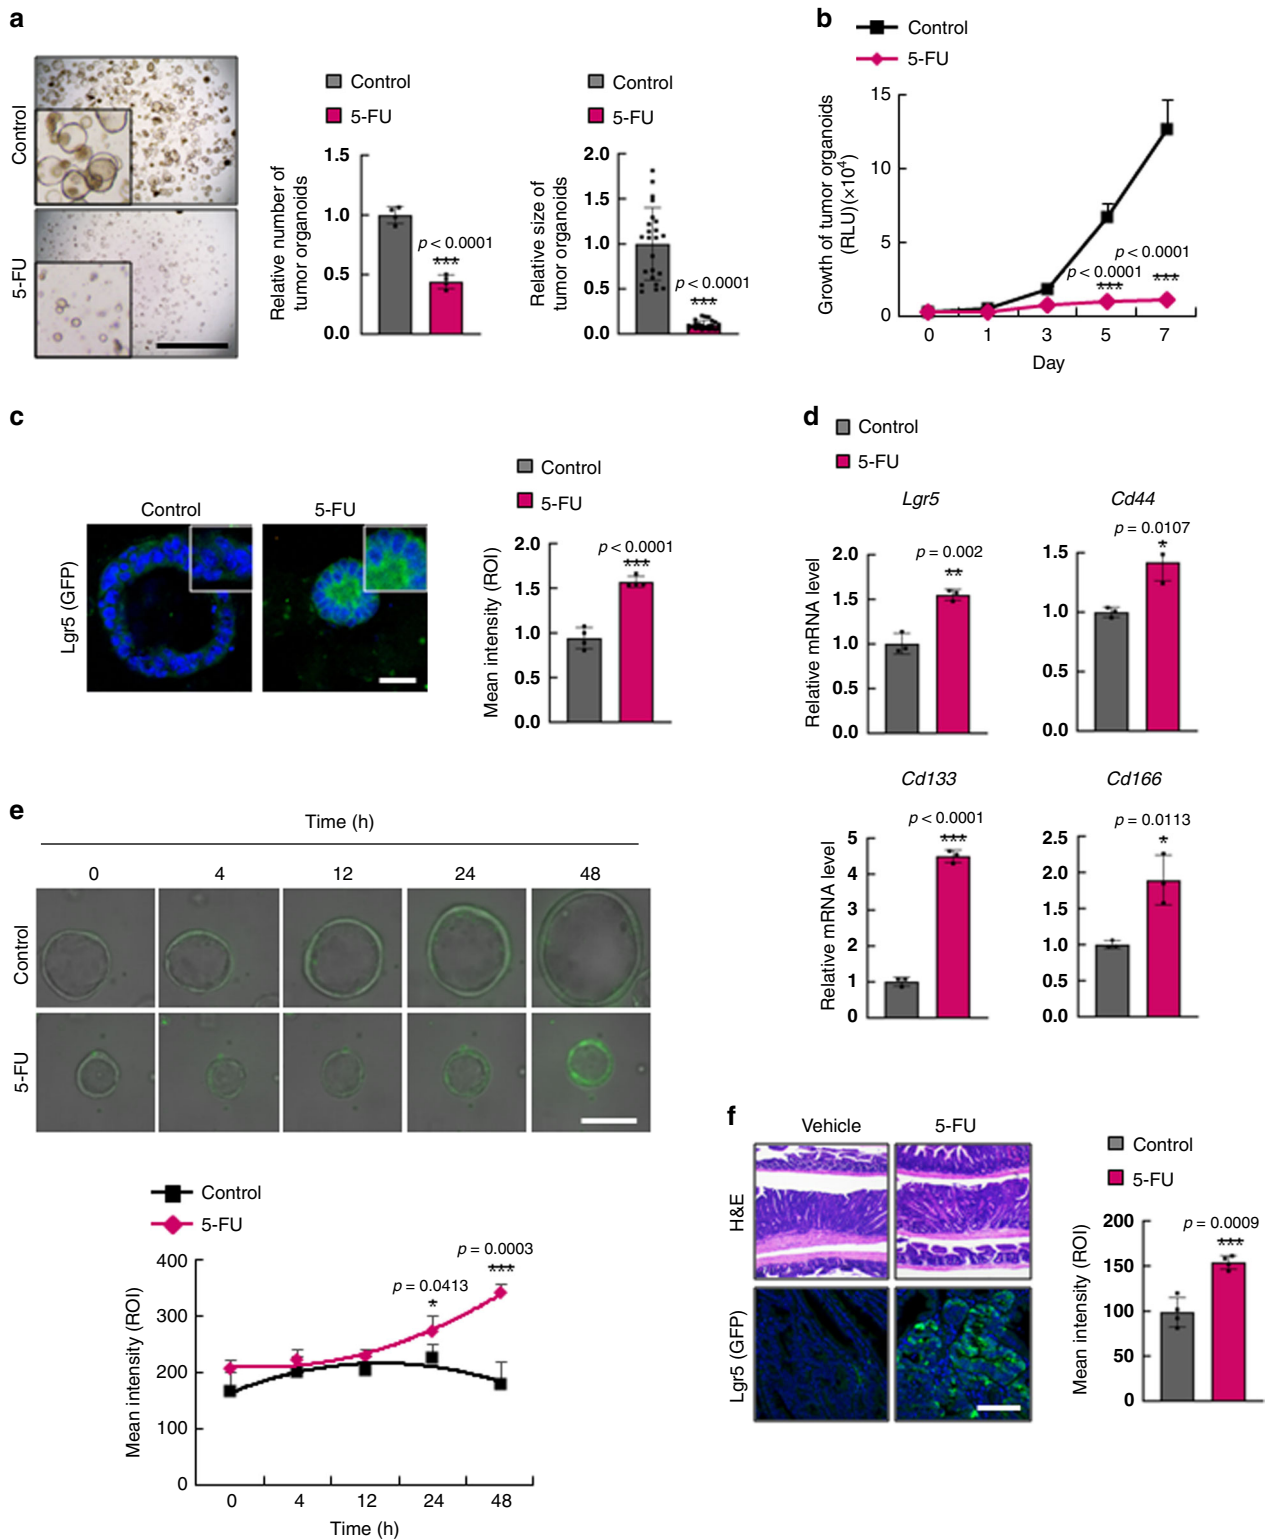 a
Control
5-FU
Control
5-FU
Relative number of
tumor organoids
1.5
1.0
0.5
0.0
p < 0.0001
***
Control
5-FU
Relative size of
tumor organoids
2.0
1.5
1.0
0.5
0.0
p < 0.0001
***
b
Control
5-FU
Growth of tumor organoids
(RLU)(×10⁴)
15
10
5
0
p < 0.0001
***
p < 0.0001
***
0 1 3 5 7
Day
c
Control 5-FU
Lgr5 (GFP)
Control
5-FU
Mean intensity (ROI)
2.0
1.5
1.0
0.5
0.0
p < 0.0001
***
d
Control
5-FU
Lgr5
Relative mRNA level
2.0
1.5
1.0
0.5
0.0
p = 0.002
**
Cd44
1.5
1.0
0.5
0.0
p = 0.0107
*
Cd133
Relative mRNA level
5
4
3
2
1
0
p < 0.0001
***
Cd166
2.5
2.0
1.5
1.0
0.5
0.0
p = 0.0113
*
e
Time (h)
0 4 12 24 48
Control
5-FU
Control
5-FU
Mean intensity (ROI)
400
300
200
100
0
p = 0.0003
***
p = 0.0413
*
0 4 12 24 48
Time (h)
f
Vehicle 5-FU
H&E
Lgr5 (GFP)
Control
5-FU
Mean intensity (ROI)
200
150
100
50
0
p = 0.0009
***